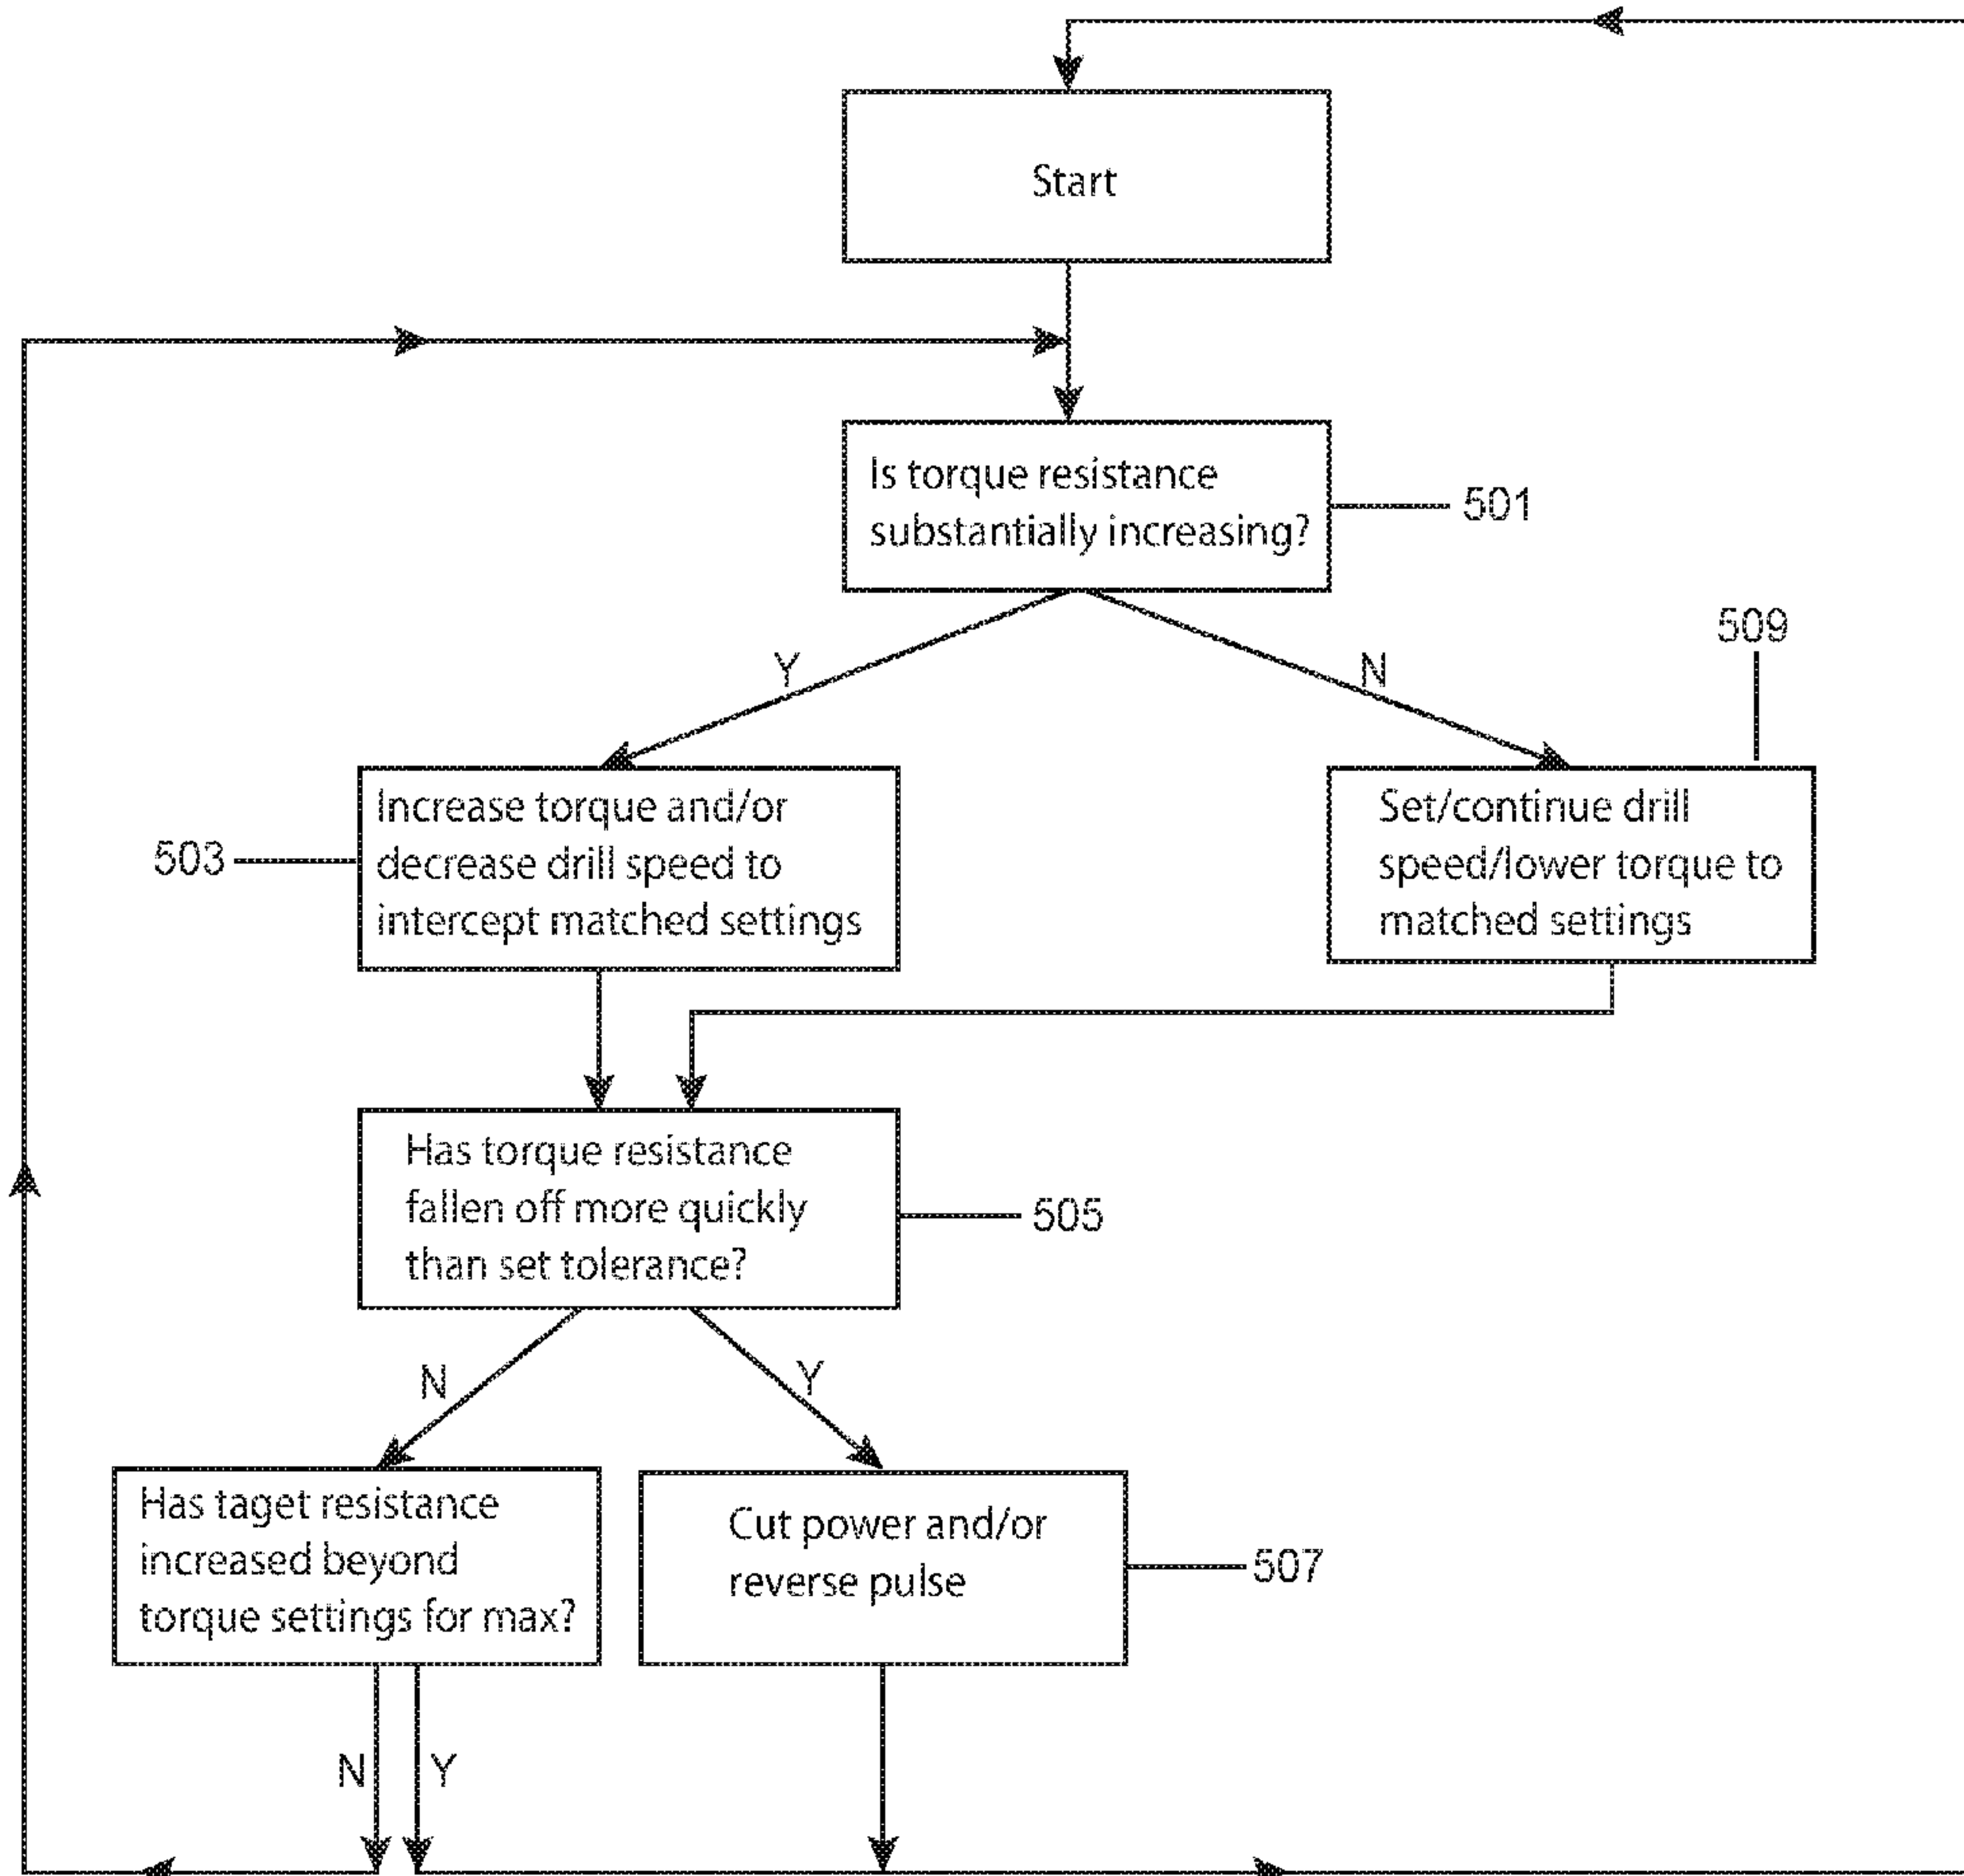 Start
Is torque resistance
substantially increasing?
501
509
Y
N
Increase torque and/or
decrease drill speed to
intercept matched settings
503
Set/continue drill
speed/lower torque to
matched settings
Has torque resistance
fallen off more quickly
than set tolerance?
505
N
Y
Has taget resistance
increased beyond
torque settings for max?
Cut power and/or
reverse pulse
507
N
Y